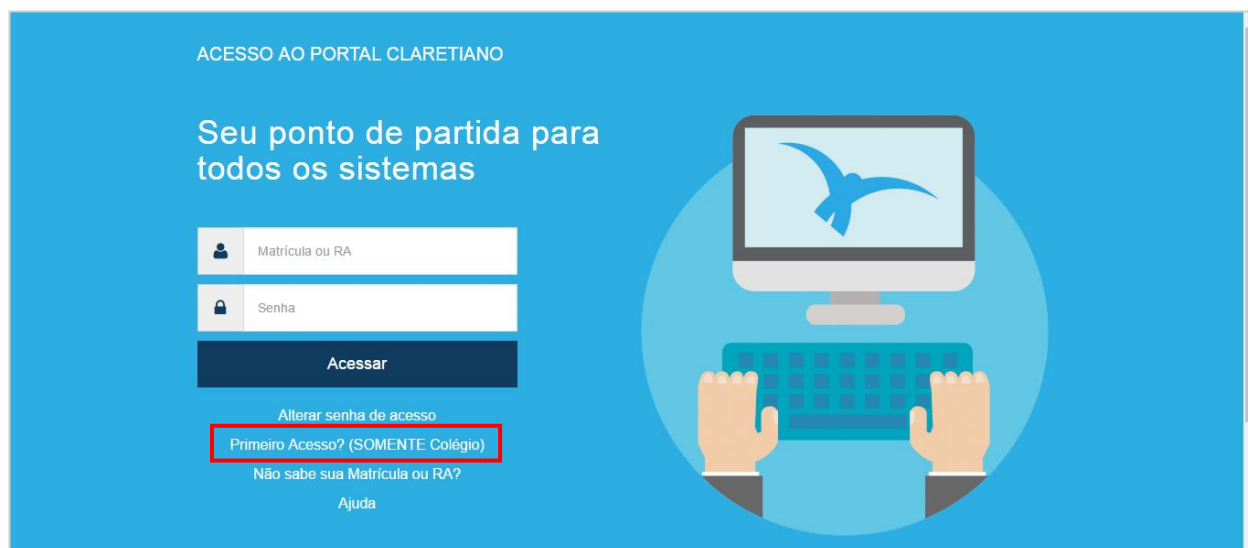 ACESSO AO PORTAL CLARETIANO
Seu ponto de partida para
todos os sistemas
Matrícula ou RA
Senha
Acessar
Alterar senha de acesso
Primeiro Acesso? (SOMENTE Colégio)
Não sabe sua Matrícula ou RA?
Ajuda